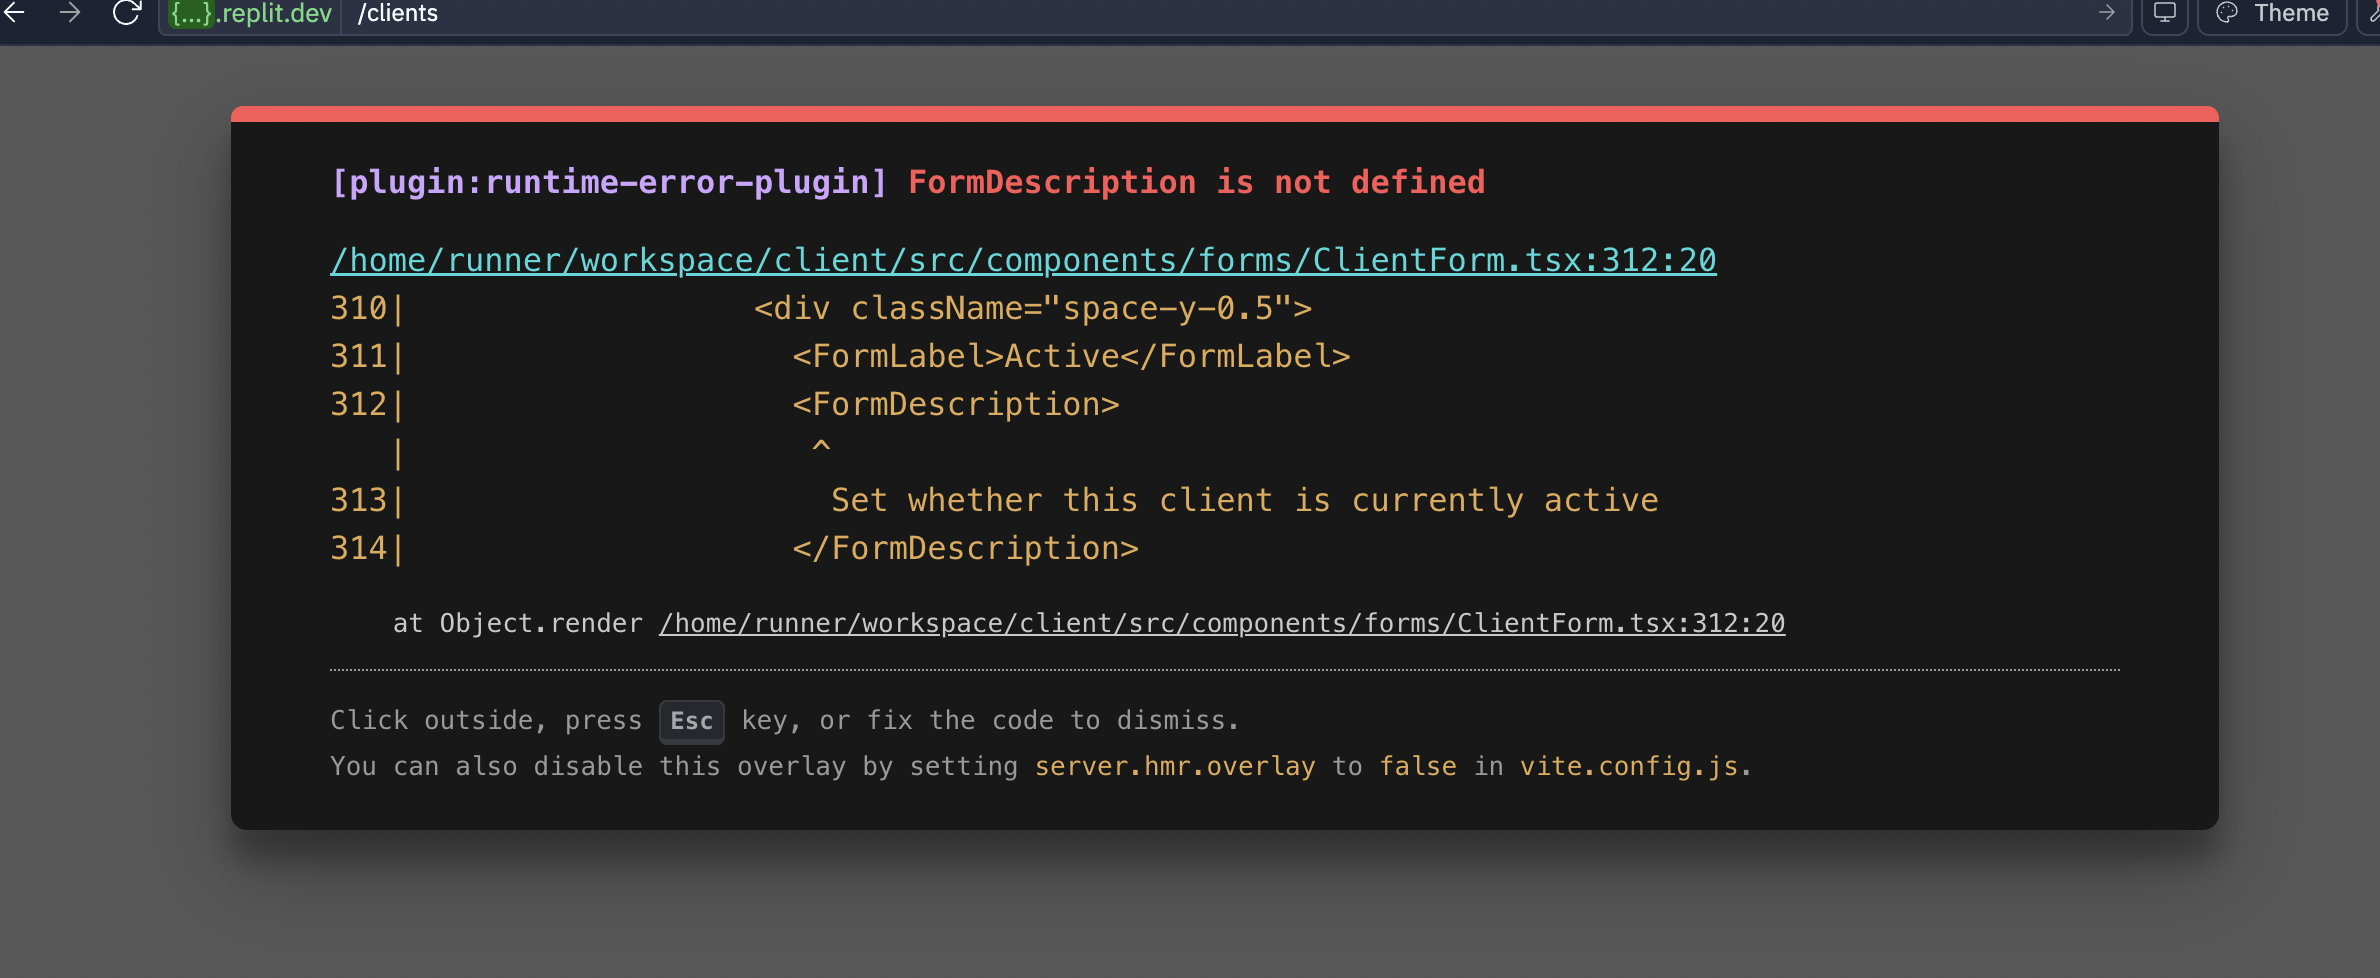 {...}.replit.dev /clients Theme
[plugin:runtime-error-plugin] FormDescription is not defined
/home/runner/workspace/client/src/components/forms/ClientForm.tsx:312:20
310|                  <div className="space-y-0.5">
311|                    <FormLabel>Active</FormLabel>
312|                    <FormDescription>
   |                     ^
313|                      Set whether this client is currently active
314|                    </FormDescription>
at Object.render /home/runner/workspace/client/src/components/forms/ClientForm.tsx:312:20
Click outside, press Esc key, or fix the code to dismiss.
You can also disable this overlay by setting server.hmr.overlay to false in vite.config.js.